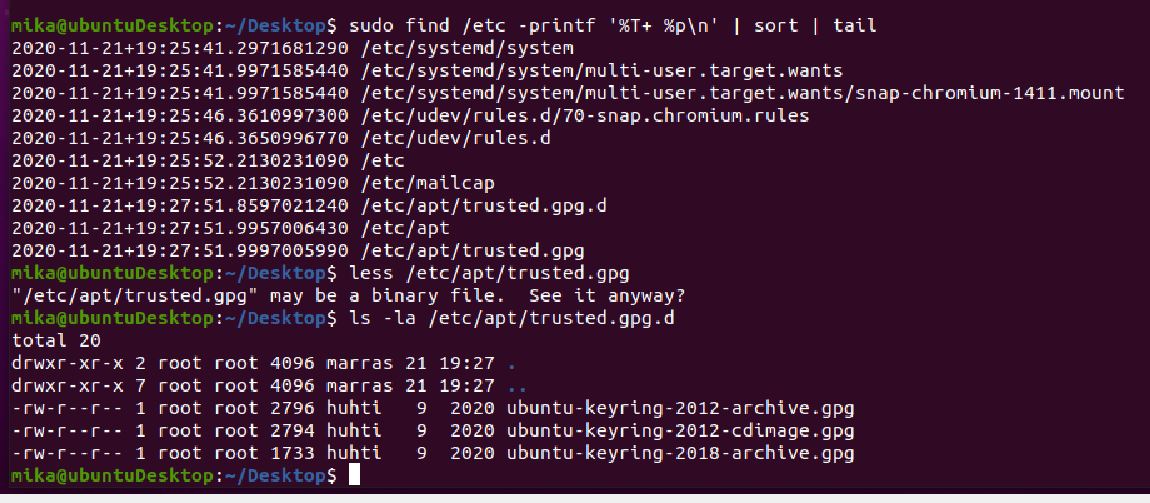 mika@ubuntuDesktop:~/Desktop$ sudo find /etc -printf '%T+ %p\n' | sort | tail
2020-11-21+19:25:41.2971681290 /etc/systemd/system
2020-11-21+19:25:41.9971585440 /etc/systemd/system/multi-user.target.wants
2020-11-21+19:25:41.9971585440 /etc/systemd/system/multi-user.target.wants/snap-chromium-1411.mount
2020-11-21+19:25:46.3610997300 /etc/udev/rules.d/70-snap.chromium.rules
2020-11-21+19:25:46.3650996770 /etc/udev/rules.d
2020-11-21+19:25:52.2130231090 /etc
2020-11-21+19:25:52.2130231090 /etc/mailcap
2020-11-21+19:27:51.8597021240 /etc/apt/trusted.gpg.d
2020-11-21+19:27:51.9957006430 /etc/apt
2020-11-21+19:27:51.9997005990 /etc/apt/trusted.gpg
mika@ubuntuDesktop:~/Desktop$ less /etc/apt/trusted.gpg
"/etc/apt/trusted.gpg" may be a binary file.  See it anyway?
mika@ubuntuDesktop:~/Desktop$ ls -la /etc/apt/trusted.gpg.d
total 20
drwxr-xr-x 2 root root 4096 marras 21 19:27 .
drwxr-xr-x 7 root root 4096 marras 21 19:27 ..
-rw-r--r-- 1 root root 2796 huhti   9  2020 ubuntu-keyring-2012-archive.gpg
-rw-r--r-- 1 root root 2794 huhti   9  2020 ubuntu-keyring-2012-cdimage.gpg
-rw-r--r-- 1 root root 1733 huhti   9  2020 ubuntu-keyring-2018-archive.gpg
mika@ubuntuDesktop:~/Desktop$